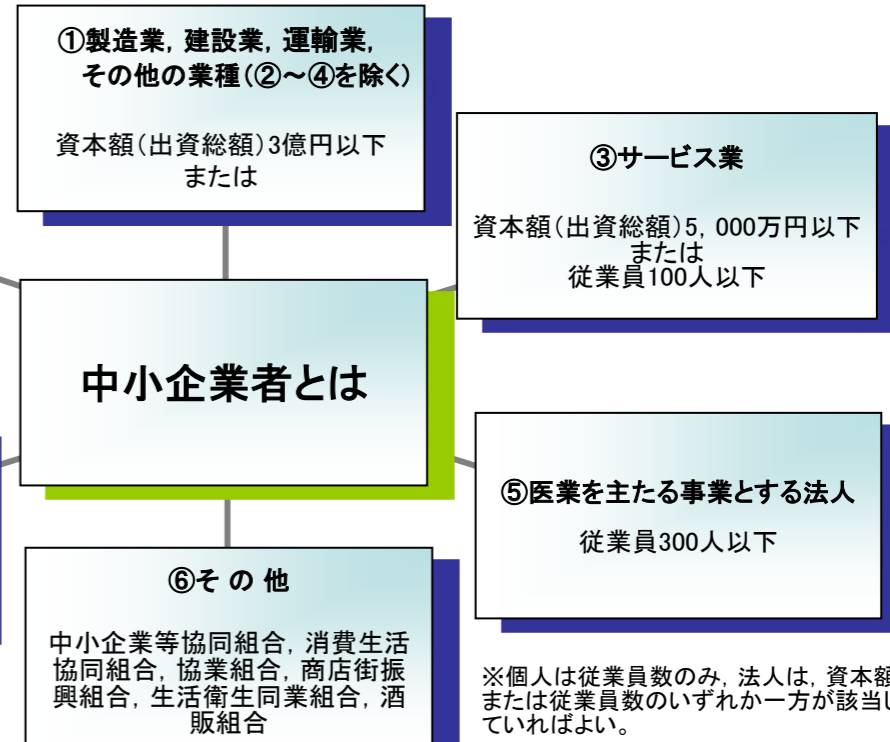 ①製造業，建設業，運輸業，
その他の業種（②～④を除く）
資本額（出資総額）3億円以下
または
③サービス業
資本額（出資総額）5，000万円以下
または
従業員100人以下
中小企業者とは
⑤医業を主たる事業とする法人
従業員300人以下
⑥そ の 他
中小企業等協同組合，消費生活
協同組合，協業組合，商店街振
興組合，生活衛生同業組合，酒
販組合
※個人は従業員数のみ，法人は，資本額
または従業員数のいずれか一方が該当し
ていればよい。